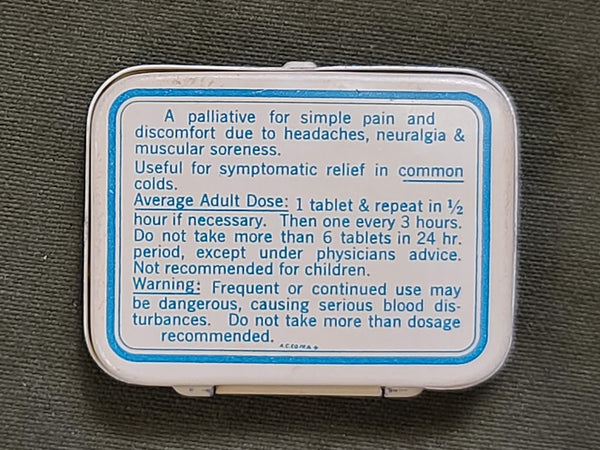 A palliative for simple pain and
discomfort due to headaches, neuralgia &
muscular soreness.
Useful for symptomatic relief in common
colds.
Average Adult Dose: 1 tablet & repeat in ½
hour if necessary. Then one every 3 hours.
Do not take more than 6 tablets in 24 hr.
period, except under physicians advice.
Not recommended for children.
Warning: Frequent or continued use may
be dangerous, causing serious blood dis-
turbances. Do not take more than dosage
recommended.